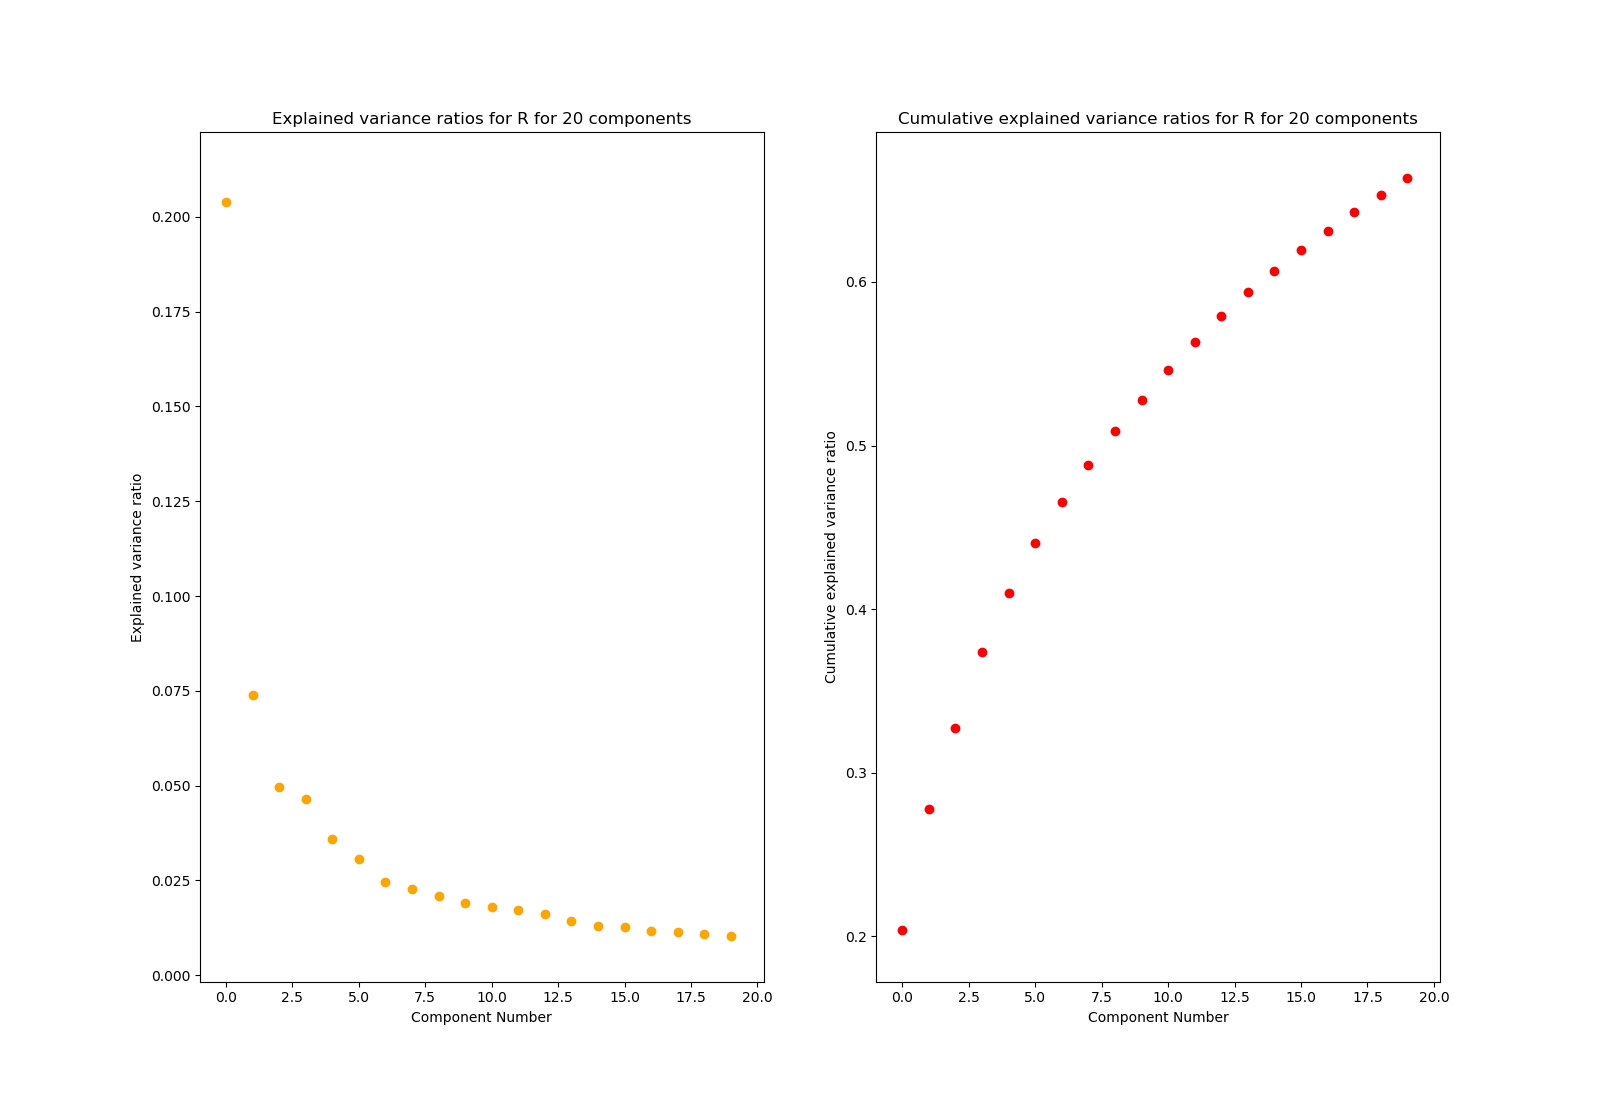 Explained variance ratios for R for 20 components
0.200
0.175
0.150
0.125
0.100
0.075
0.050
0.025
0.000
Explained variance ratio
0.0 2.5 5.0 7.5 10.0 12.5 15.0 17.5 20.0
Component Number
Cumulative explained variance ratios for R for 20 components
0.6
0.5
0.4
0.3
0.2
Cumulative explained variance ratio
0.0 2.5 5.0 7.5 10.0 12.5 15.0 17.5 20.0
Component Number